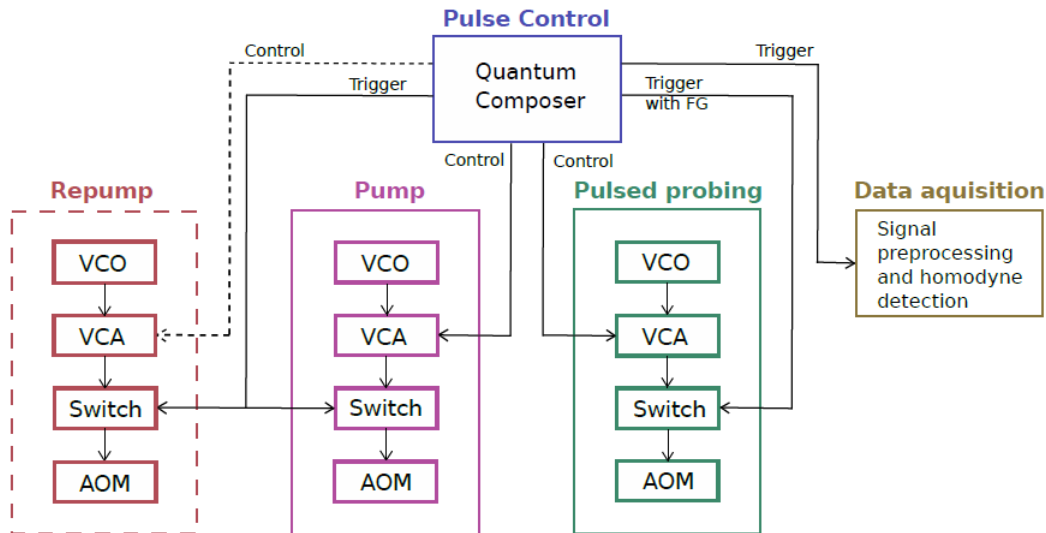 Pulse Control
Control
Trigger
Quantum
Composer
Trigger
Trigger
with FG
Control
Control
Repump
VCO
VCA
Switch
AOM
Pump
VCO
VCA
Switch
AOM
Pulsed probing
VCO
VCA
Switch
AOM
Data aquisition
Signal
preprocessing
and homodyne
detection